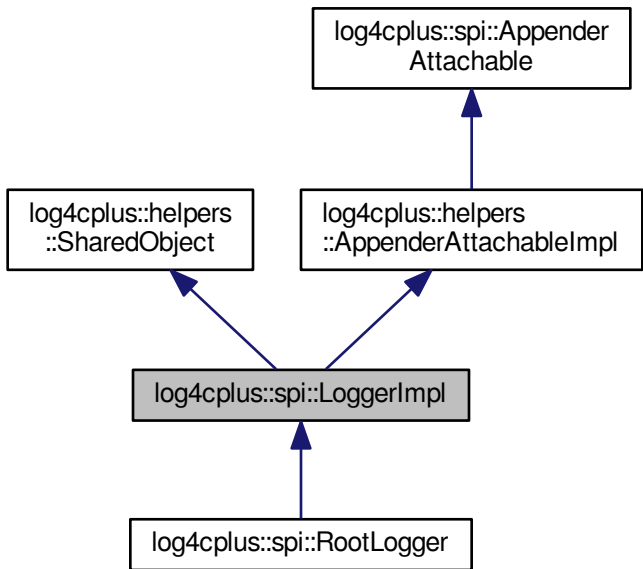 log4cplus::spi::Appender
Attachable
log4cplus::helpers
::SharedObject
log4cplus::helpers
::AppenderAttachableImpl
log4cplus::spi::LoggerImpl
log4cplus::spi::RootLogger